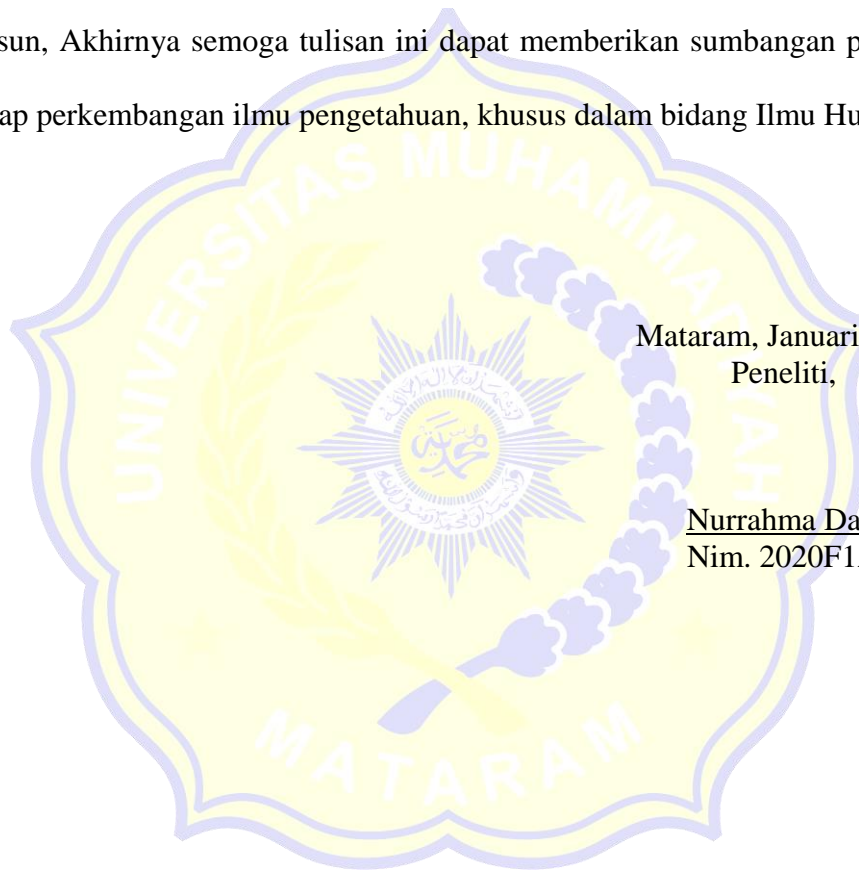 sun, Akhirnya semoga tulisan ini dapat memberikan sumbangan p
ap perkembangan ilmu pengetahuan, khusus dalam bidang Ilmu Hu
Mataram, Januari
Peneliti,
Nurrahma Da
Nim. 2020F1
UNIVERSITAS MUHAMMADIYAH
MATARAM